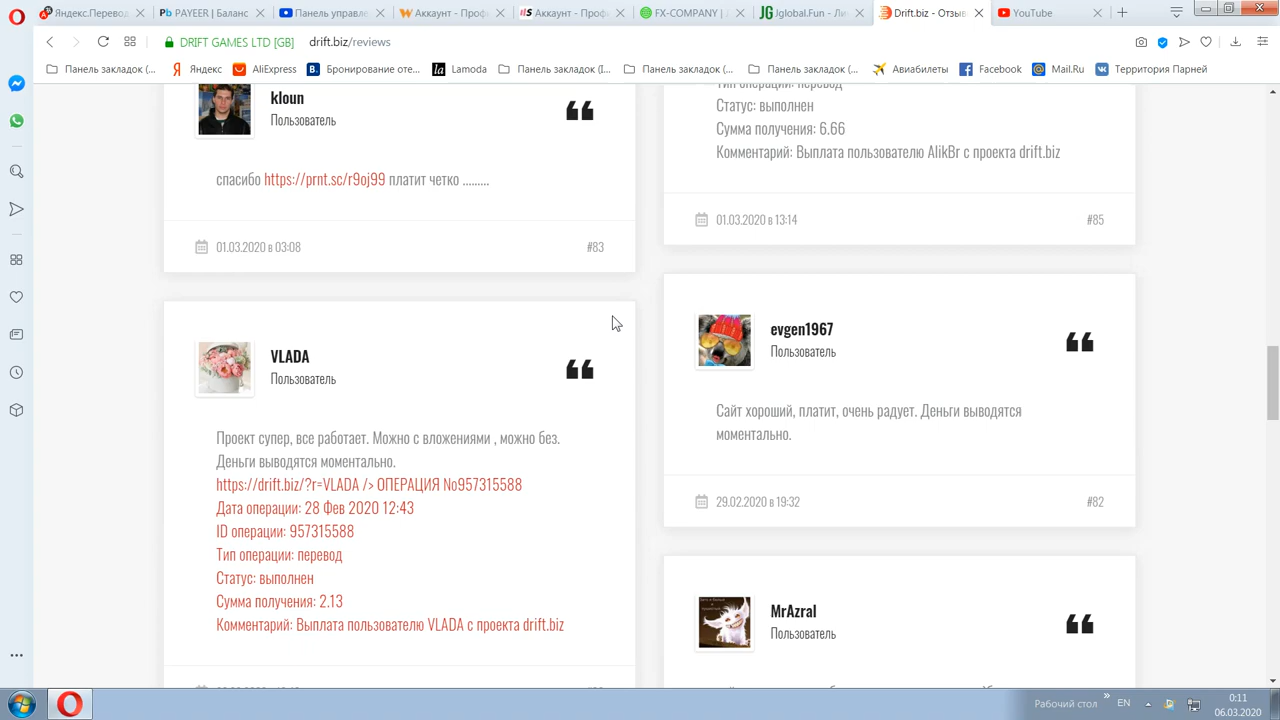 Яндекс.Переводы
Входящие
Панель
Аккаунт - Профи
Аккаунт - Профи
FX-COMPANY |
Jgolnal.Fun - Ли
Drift.biz - Отзыв
YouTube
DRIFT GAMES LTD [GB] drift.biz/reviews
Панель закладок (...
Яндекс
AliExpress
Бронирование оте...
Lamoda
Панель закладок (I...
Панель закладок (...
Панель закладок (...
Авиабилеты
Facebook
Mail.Ru
Территория Парней
kloun
Пользователь
спасибо https://prnt.sc/r9oj99 платит четко .........
01.03.2020 в 03:08 #83
VLADA
Пользователь
Проект супер, все работает. Можно с вложениями , можно без.
Деньги выводятся моментально.
https://drift.biz/?r=VLADA /> ОПЕРАЦИЯ No957315588
Дата операции: 28 Фев 2020 12:43
ID операции: 957315588
Тип операции: перевод
Статус: выполнен
Сумма получения: 2.13
Комментарий: Выплата пользователю VLADA с проекта drift.biz
Тип операции: перевод
Статус: выполнен
Сумма получения: 6.66
Комментарий: Выплата пользователю AlikBr с проекта drift.biz
01.03.2020 в 13:14 #85
evgen1967
Пользователь
Сайт хороший, платит, очень радует. Деньги выводятся
моментально.
29.02.2020 в 19:32 #82
MrAzral
Пользователь
Рабочий стол
EN
0:11
06.03.2020